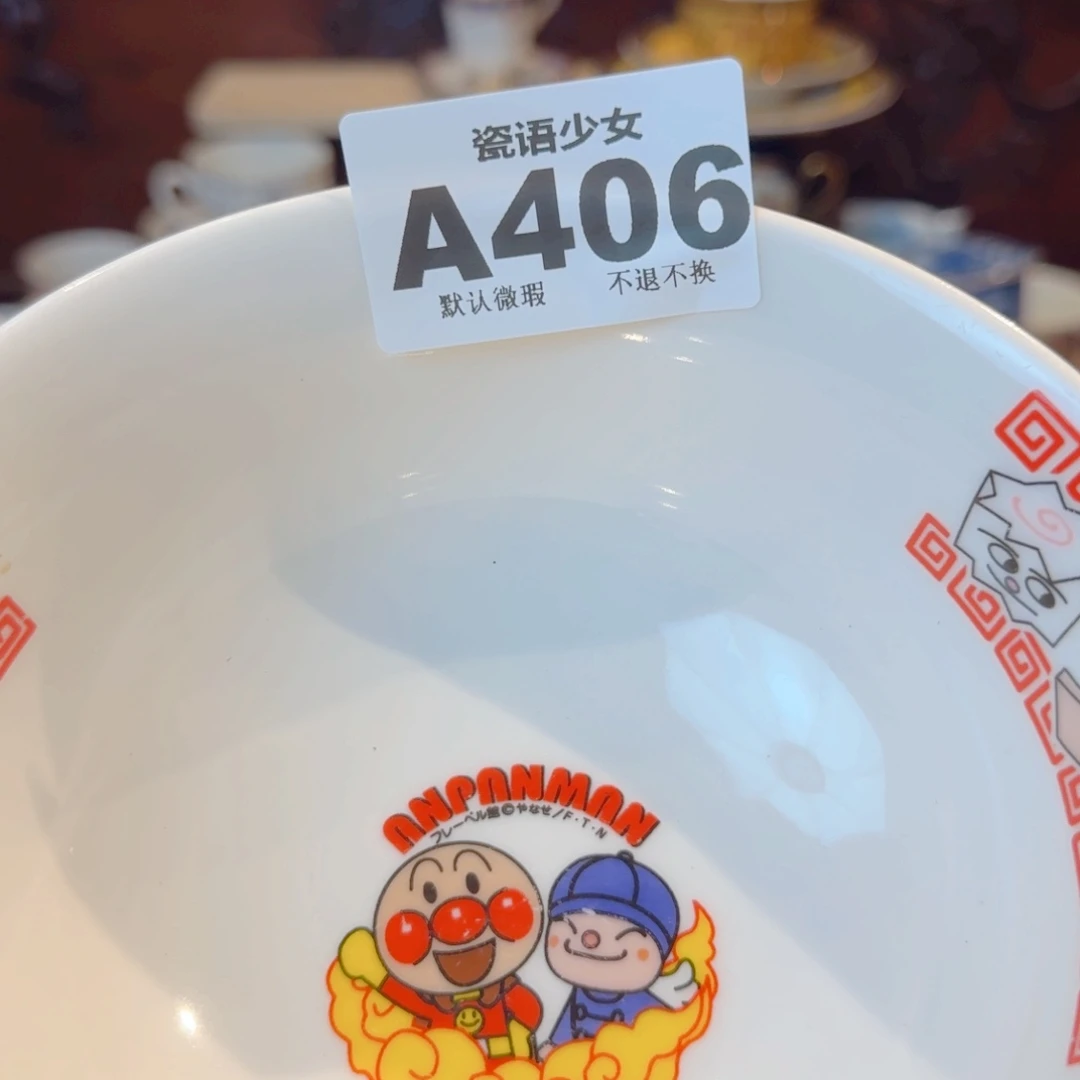 瓷语少女
A406
默认微瑕 不退不换
ANPANMAN
フレーベル館©やなせ/F・T・N